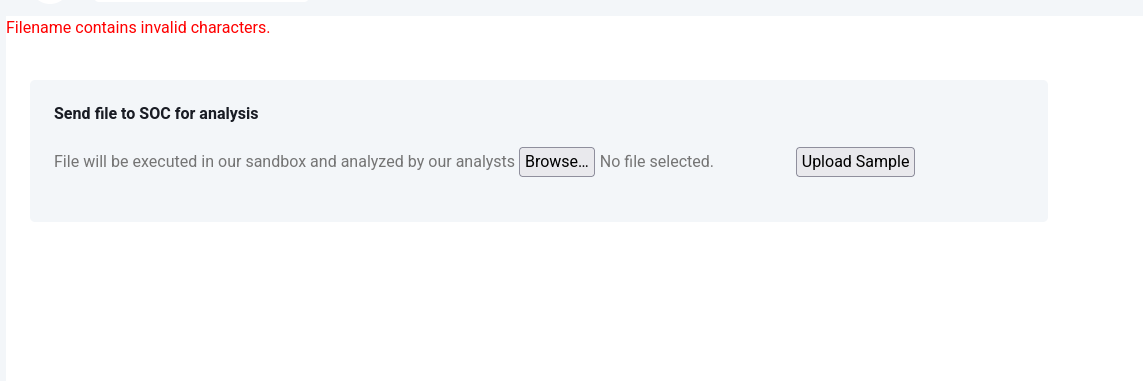 Filename contains invalid characters.
Send file to SOC for analysis
File will be executed in our sandbox and analyzed by our analysts Browse... No file selected. Upload Sample